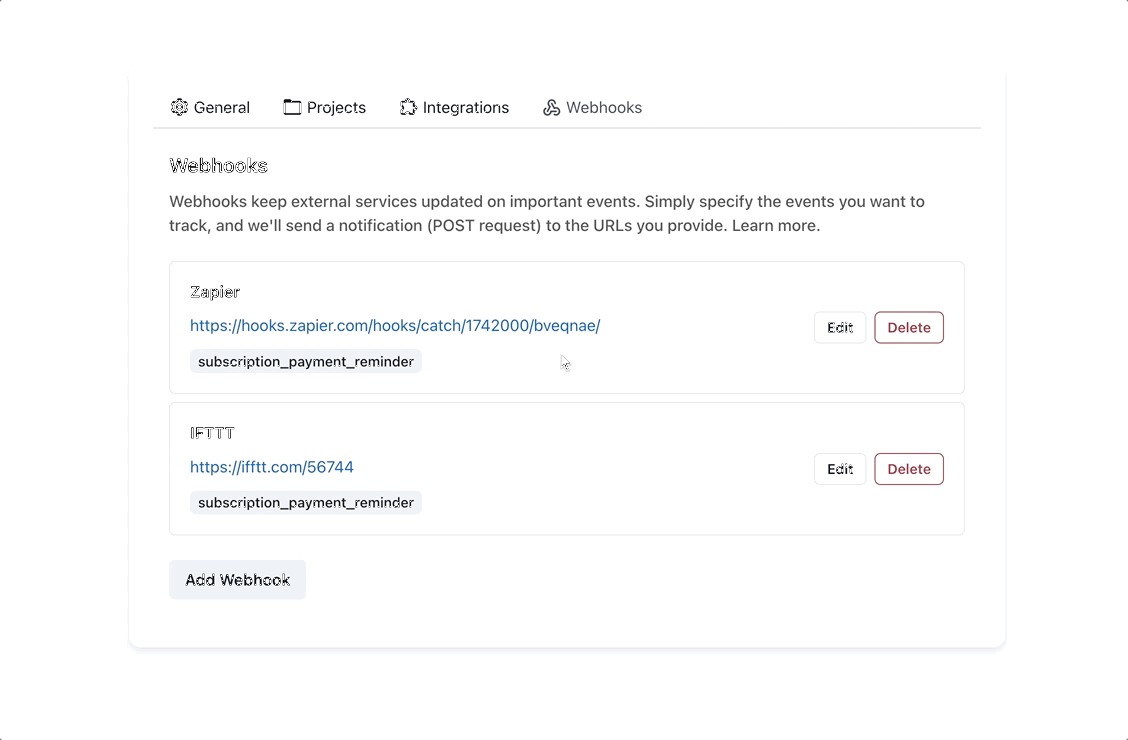 General Projects Integrations Webhooks
Webhooks
Webhooks keep external services updated on important events. Simply specify the events you want to
track, and we'll send a notification (POST request) to the URLs you provide. Learn more.
Zapier
https://hooks.zapier.com/hooks/catch/1742000/bveqnae/
Edit Delete
subscription_payment_reminder
IFTTT
https://ifttt.com/56744
Edit Delete
subscription_payment_reminder
Add Webhook